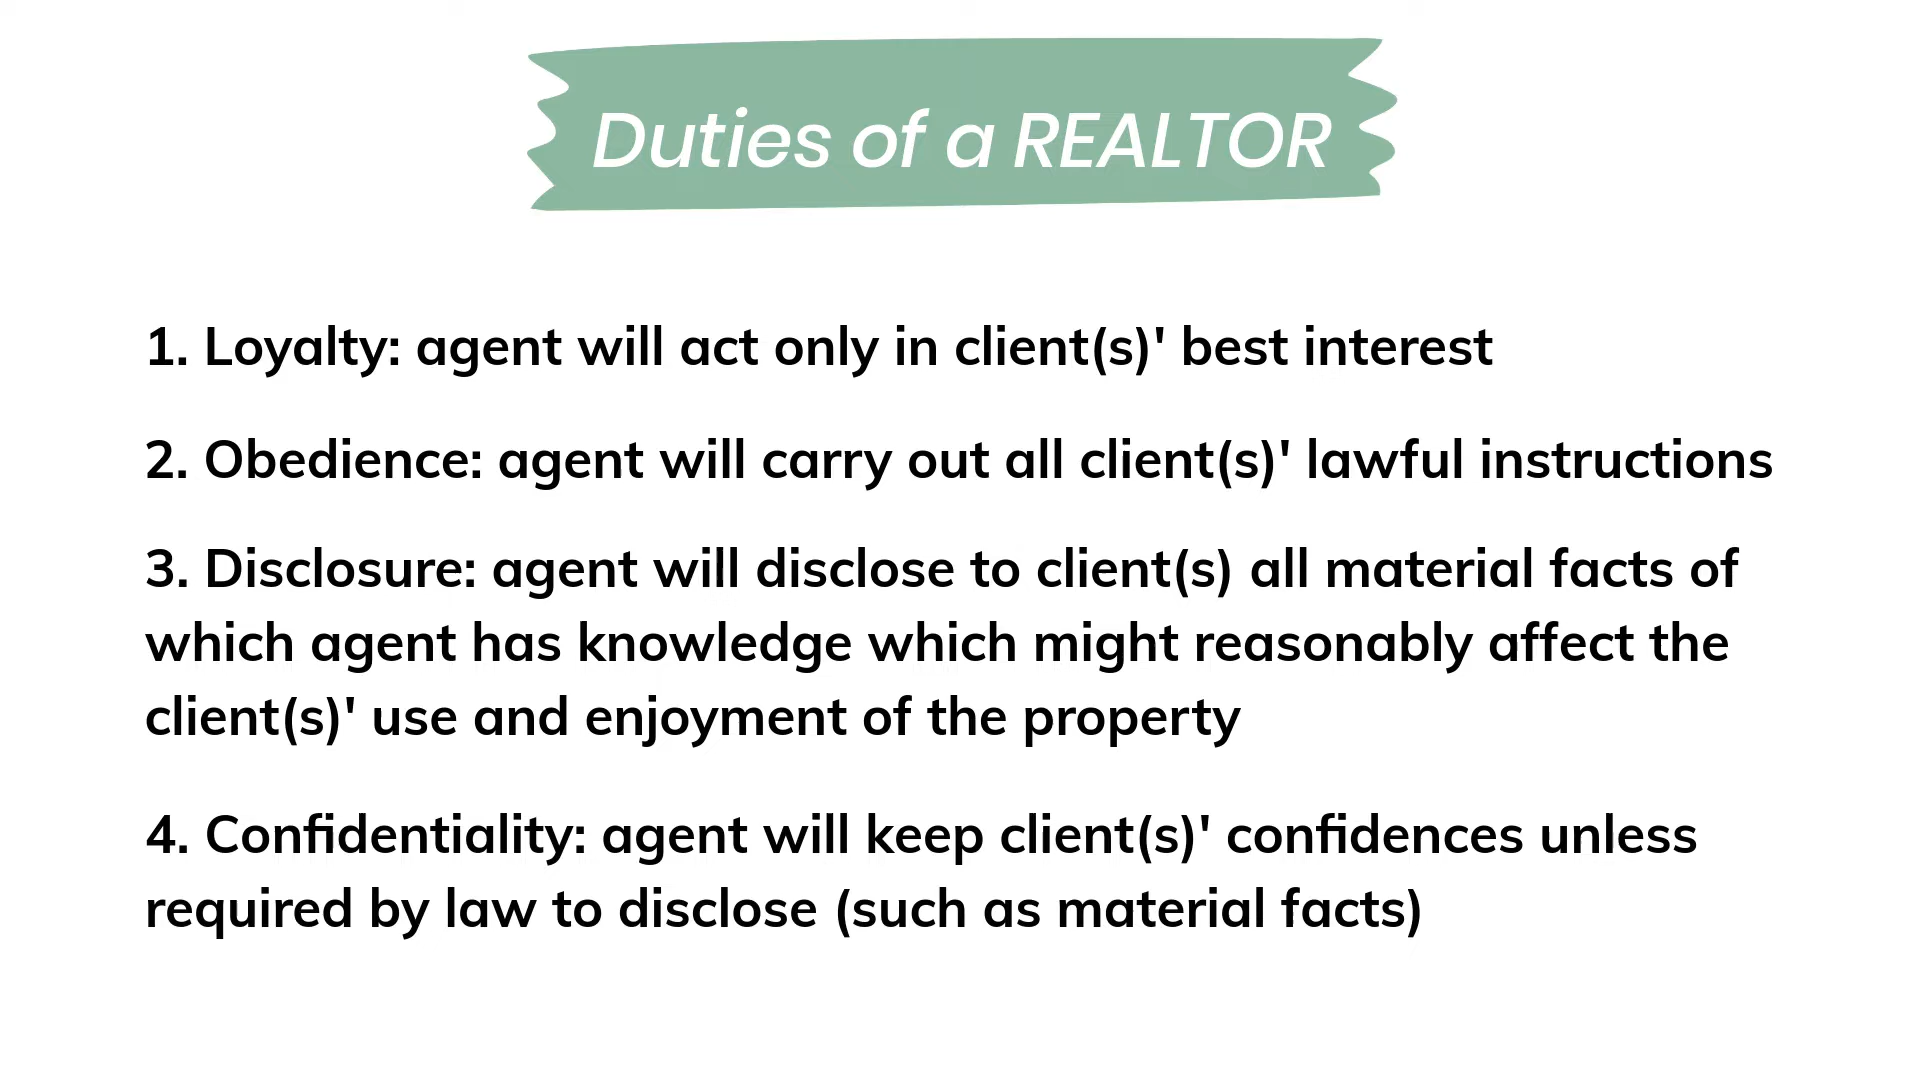 Duties of a REALTOR
1. Loyalty: agent will act only in client(s)' best interest
2. Obedience: agent will carry out all client(s)' lawful instructions
3. Disclosure: agent will disclose to client(s) all material facts of
which agent has knowledge which might reasonably affect the
client(s)' use and enjoyment of the property
4. Confidentiality: agent will keep client(s)' confidences unless
required by law to disclose (such as material facts)